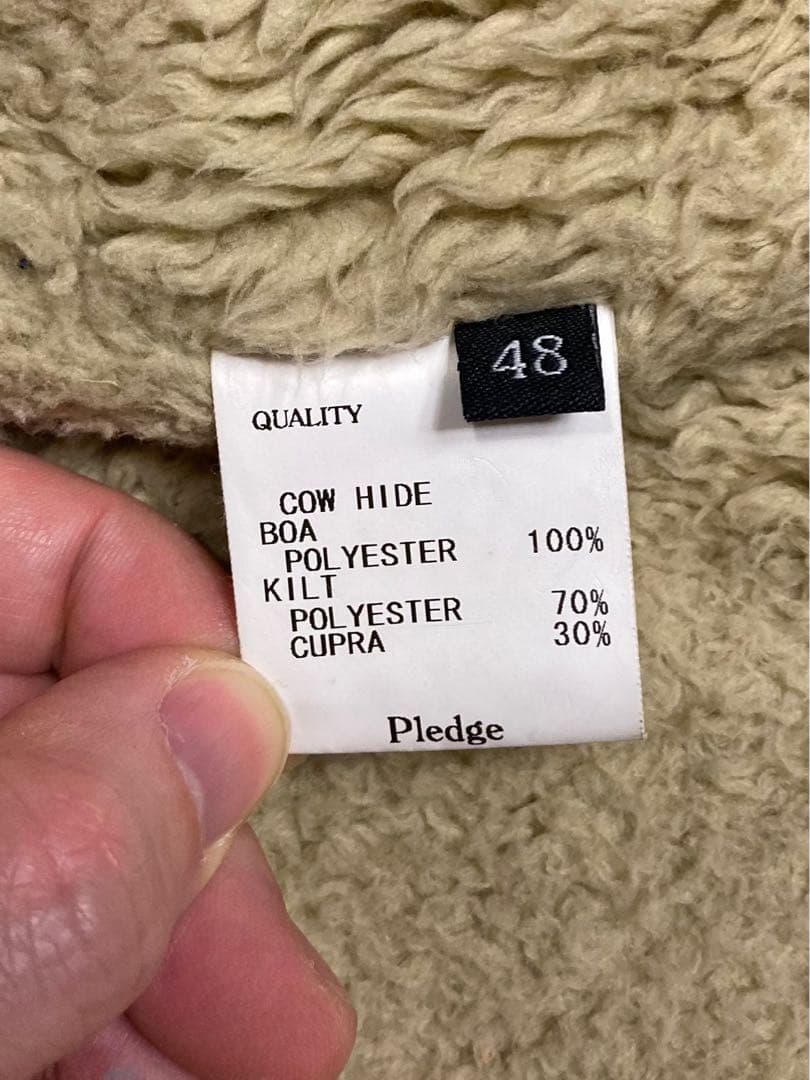 48
QUALITY
COW HIDE
BOA
POLYESTER 100%
KILT
POLYESTER 70%
CUPRA 30%
Pledge